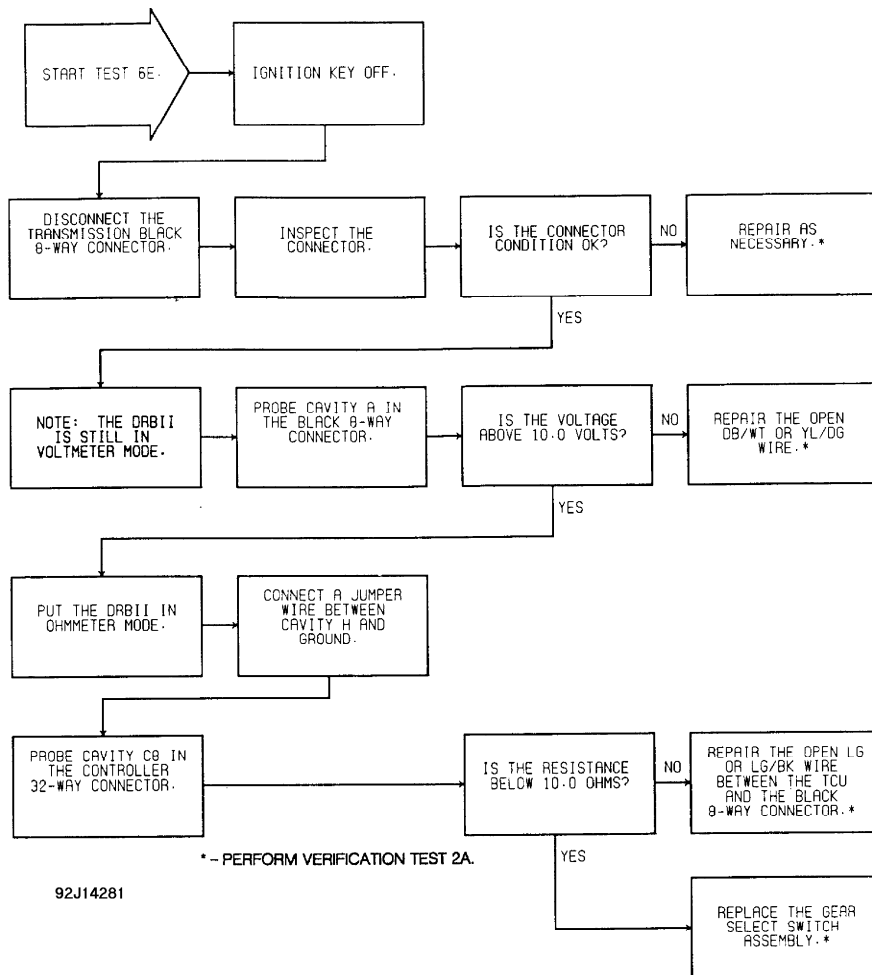 START TEST 6E.
IGNITION KEY OFF.
DISCONNECT THE
TRANSMISSION BLACK
8-WAY CONNECTOR.
INSPECT THE
CONNECTOR.
IS THE CONNECTOR
CONDITION OK?
NO
REPAIR AS
NECESSARY.*
YES
NOTE: THE DRBII
IS STILL IN
VOLTMETER MODE.
PROBE CAVITY A IN
THE BLACK 8-WAY
CONNECTOR.
IS THE VOLTAGE
ABOVE 10.0 VOLTS?
NO
REPAIR THE OPEN
DB/WT OR YL/DG
WIRE.*
YES
PUT THE DRBII IN
OHMMETER MODE.
CONNECT A JUMPER
WIRE BETWEEN
CAVITY H AND
GROUND.
PROBE CAVITY C8 IN
THE CONTROLLER
32-WAY CONNECTOR.
IS THE RESISTANCE
BELOW 10.0 OHMS?
NO
REPAIR THE OPEN LG
OR LG/BK WIRE
BETWEEN THE TCU
AND THE BLACK
8-WAY CONNECTOR.*
YES
* – PERFORM VERIFICATION TEST 2A.
92J14281
REPLACE THE GEAR
SELECT SWITCH
ASSEMBLY.*